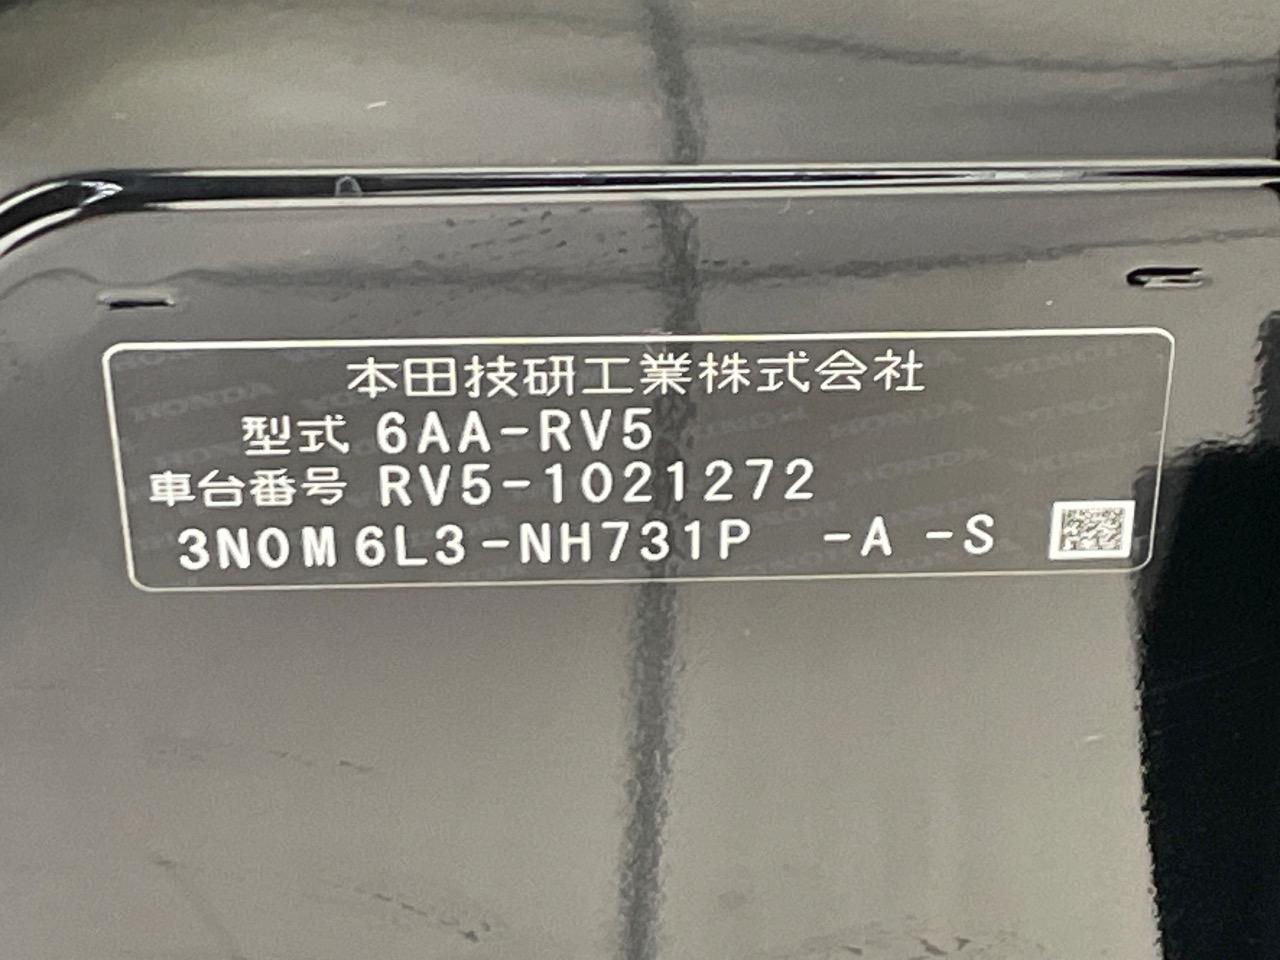 本田技研工業株式会社
型式 6AA-RV5
車台番号 RV5-1021272
3N0M6L3-NH731P -A -S